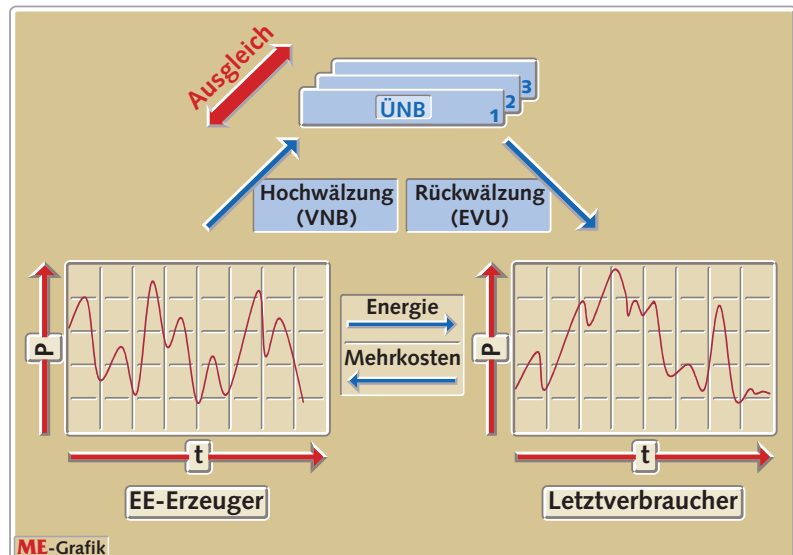 Ausgleich
3
2
ÜNB 1
Hochwälzung
(VNB)
Rückwälzung
(EVU)
P
Energie
Mehrkosten
P
t
t
EE-Erzeuger
Letztverbraucher
ME-Grafik